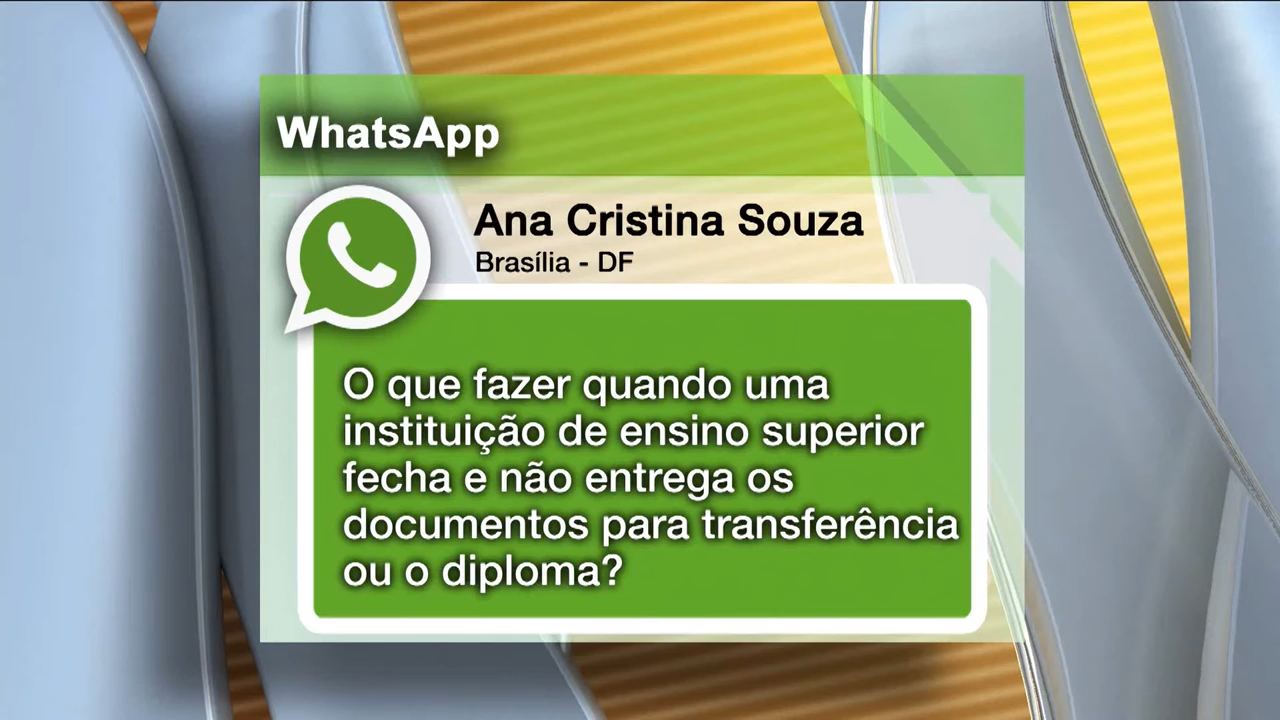 WhatsApp
Ana Cristina Souza
Brasília - DF
O que fazer quando uma
instituição de ensino superior
fecha e não entrega os
documentos para transferência
ou o diploma?